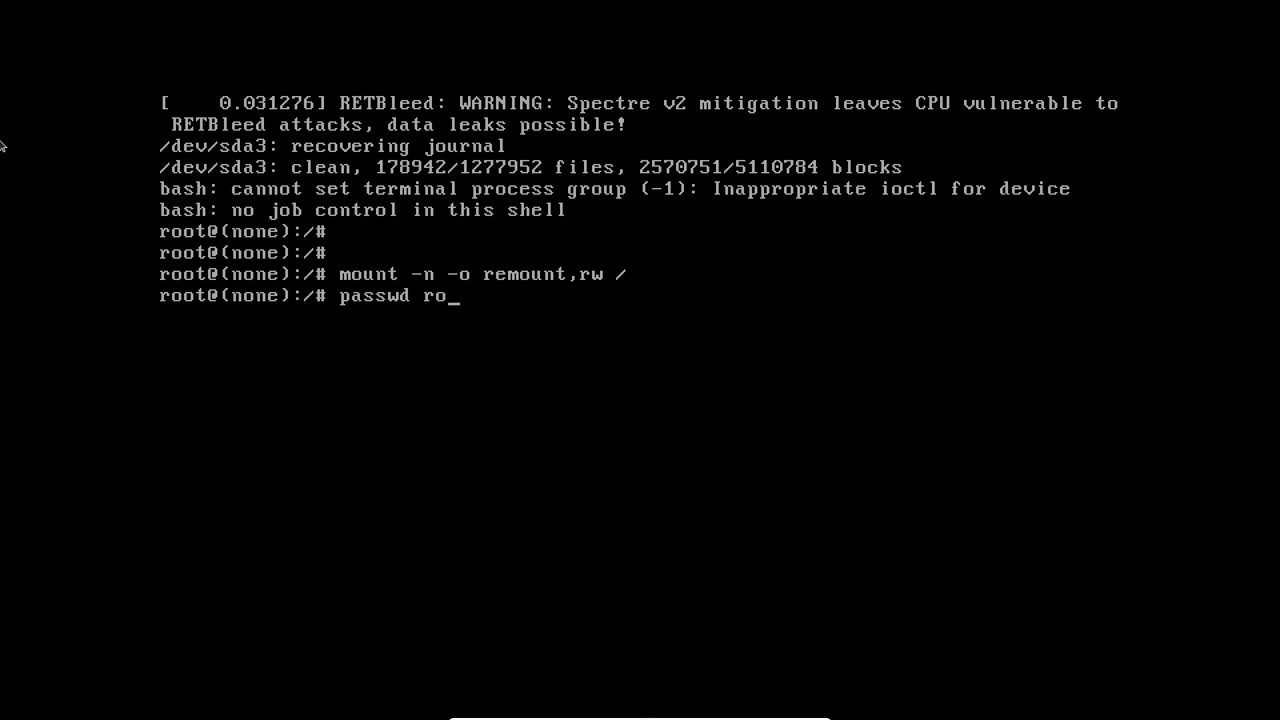 [    0.031276] RETBleed: WARNING: Spectre v2 mitigation leaves CPU vulnerable to
 RETBleed attacks, data leaks possible!
/dev/sda3: recovering journal
/dev/sda3: clean, 178942/1277952 files, 2570751/5110784 blocks
bash: cannot set terminal process group (-1): Inappropriate ioctl for device
bash: no job control in this shell
root@(none):/#
root@(none):/#
root@(none):/# mount -n -o remount,rw /
root@(none):/# passwd ro_